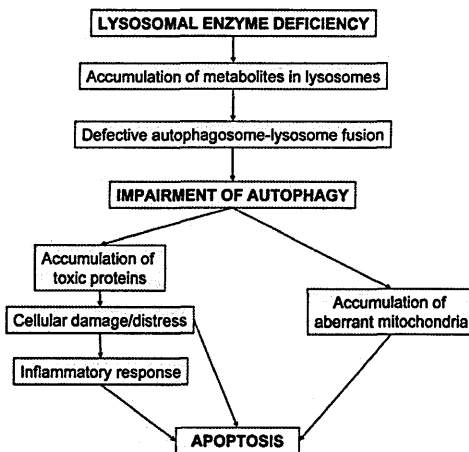 LYSOSOMAL ENZYME DEFICIENCY
Accumulation of metabolites in lysosomes
Defective autophagosome-lysosome fusion
IMPAIRMENT OF AUTOPHAGY
Accumulation of
toxic proteins
Cellular damage/distress
Inflammatory response
Accumulation of
aberrant mitochondria
APOPTOSIS